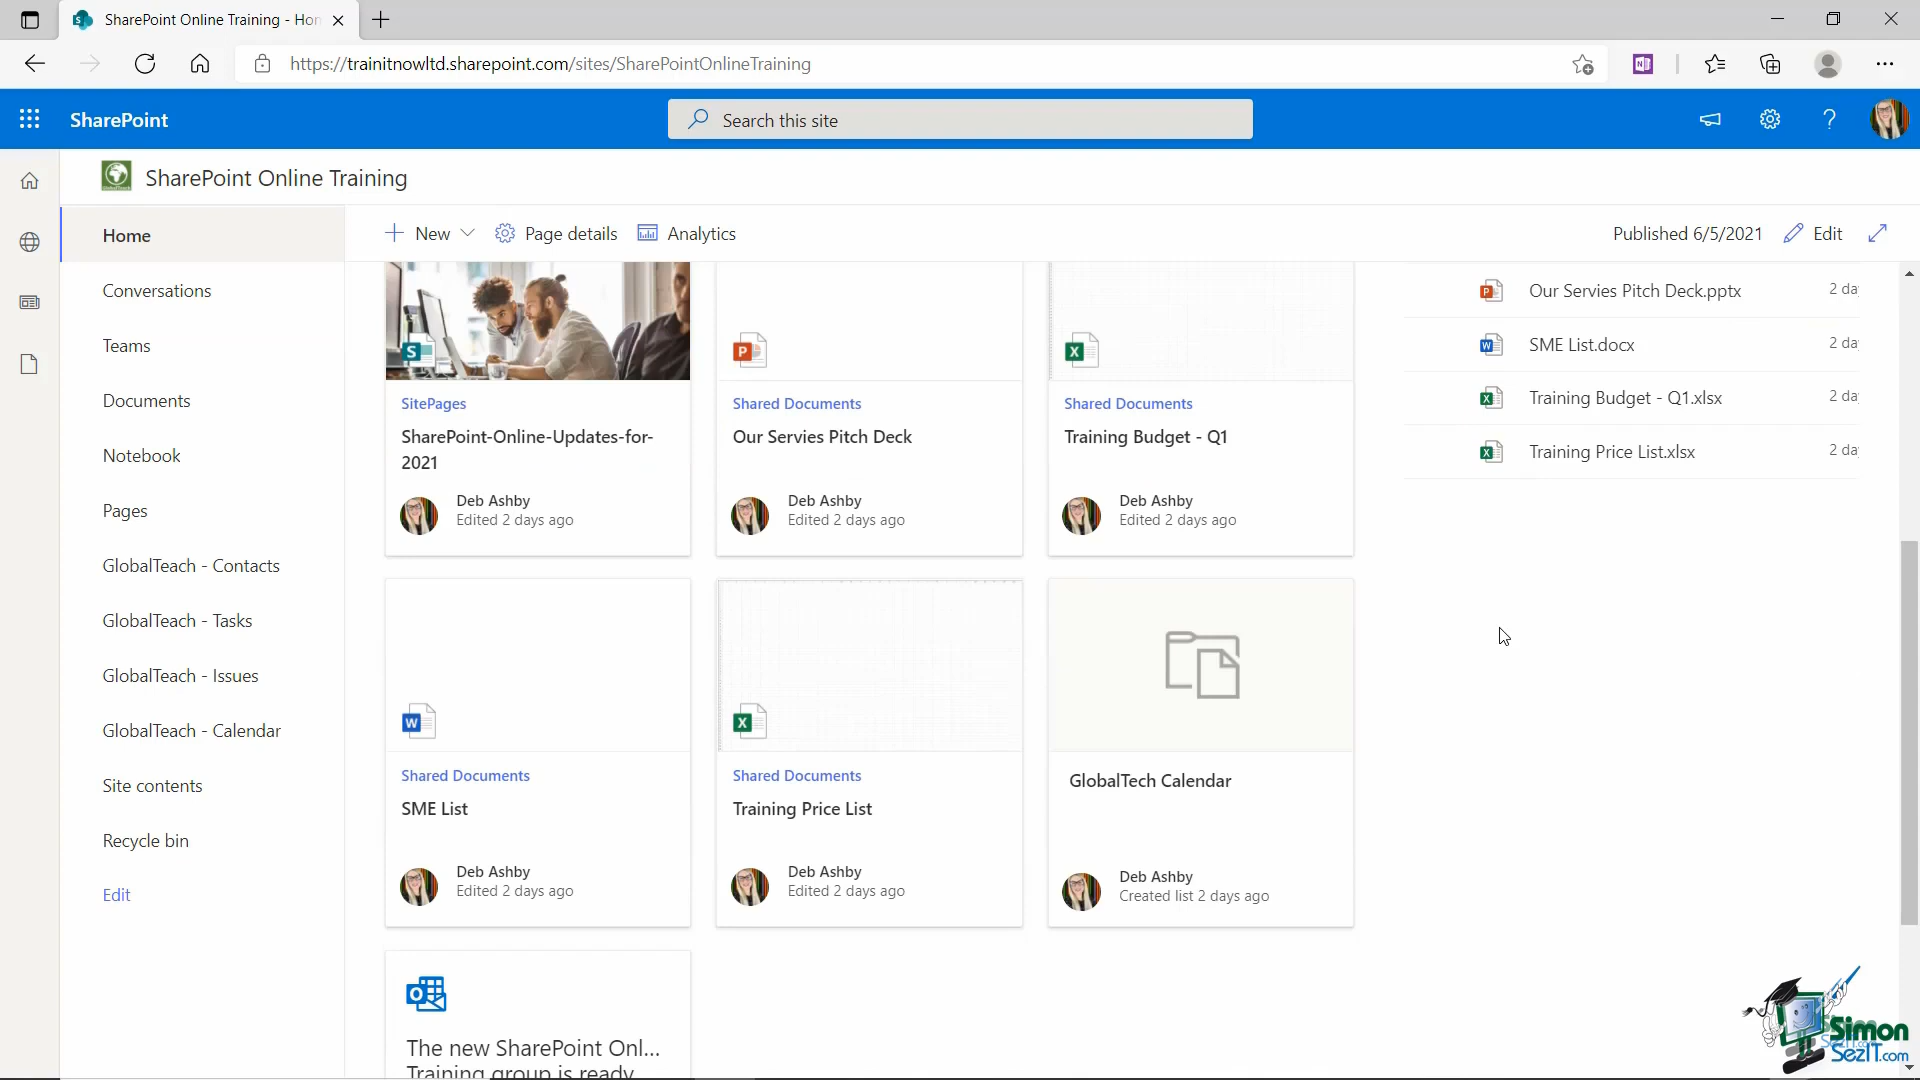 SharePoint Online Training - Hon
https://trainitnowltd.sharepoint.com/sites/SharePointOnlineTraining
SharePoint
Search this site
SharePoint Online Training
Home
Conversations
Teams
Documents
Notebook
Pages
GlobalTeach - Contacts
GlobalTeach - Tasks
GlobalTeach - Issues
GlobalTeach - Calendar
Site contents
Recycle bin
Edit
New
Page details
Analytics
Published 6/5/2021
Edit
SitePages
SharePoint-Online-Updates-for-
2021
Deb Ashby
Edited 2 days ago
Shared Documents
Our Servies Pitch Deck
Deb Ashby
Edited 2 days ago
Shared Documents
Training Budget - Q1
Deb Ashby
Edited 2 days ago
Shared Documents
SME List
Deb Ashby
Edited 2 days ago
Shared Documents
Training Price List
Deb Ashby
Edited 2 days ago
GlobalTech Calendar
Deb Ashby
Created list 2 days ago
The new SharePoint Onl...
Training group is ready
Our Servies Pitch Deck.pptx 2 da
SME List.docx 2 da
Training Budget - Q1.xlsx 2 da
Training Price List.xlsx 2 da
Simon
SezIT.com